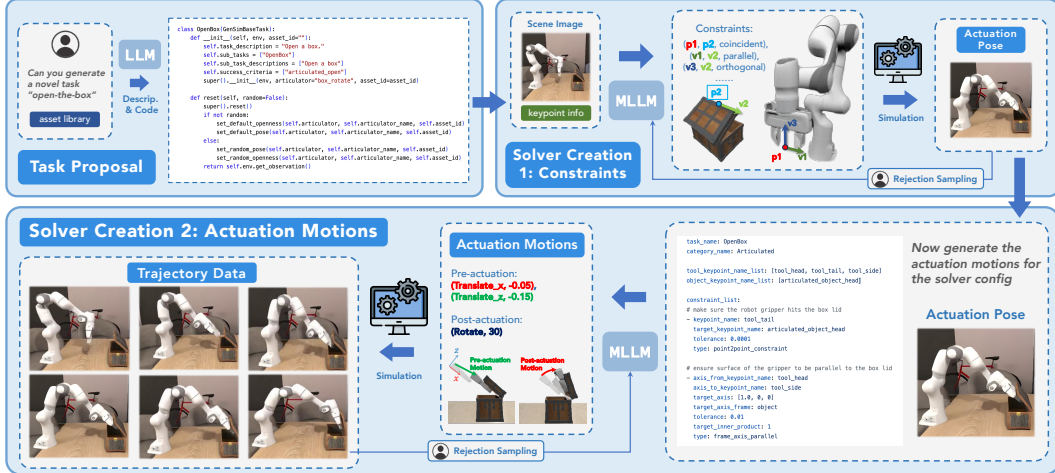 Can you generate
a novel task
"open-the-box"
asset library
LLM
Descrip.
& Code
Task Proposal
class OpenBox(GenSimBaseTask):
def __init__(self, env, asset_id=""):
self.task_description = "Open a box."
self.sub_tasks = ["OpenBox"]
self.sub_task_descriptions = ["Open a box"]
self.success_criteria = ["articulated_open"]
super().__init__(env, articulator="box_rotate", asset_id=asset_id)
def reset(self, random=False):
super().reset()
if not random:
set_default_openness(self.articulator, self.articulator_name, self.asset_id)
set_default_pose(self.articulator, self.articulator_name, self.asset_id)
else:
set_random_pose(self.articulator, self.articulator_name, self.asset_id)
set_random_openness(self.articulator, self.articulator_name, self.asset_id)
return self.env.get_observation()
Scene Image
keypoint info
Solver Creation
1: Constraints
MLLM
Constraints:
(p1, p2, coincident),
(v1, v2, parallel),
(v3, v2, orthogonal)
......
p2
v2
v3
p1
v1
Simulation
Actuation
Pose
Rejection Sampling
Solver Creation 2: Actuation Motions
Trajectory Data
Simulation
Actuation Motions
Pre-actuation:
(Translate_x, -0.05),
(Translate_z, -0.15)
Post-actuation:
(Rotate, 30)
z
x
Pre-actuation
Motion
Post-actuation
Motion
MLLM
Rejection Sampling
task_name: OpenBox
category_name: Articulated
tool_keypoint_name_list: [tool_head, tool_tail, tool_side]
object_keypoint_name_list: [articulated_object_head]
constraint_list:
# make sure the robot gripper hits the box lid
- keypoint_name: tool_tail
target_keypoint_name: articulated_object_head
tolerance: 0.0001
type: point2point_constraint
# ensure surface of the gripper to be parallel to the box lid
- axis_from_keypoint_name: tool_head
axis_to_keypoint_name: tool_side
target_axis: [1.0, 0, 0]
target_axis_frame: object
tolerance: 0.01
target_inner_product: 1
type: frame_axis_parallel
Now generate the
actuation motions for
the solver config
Actuation Pose